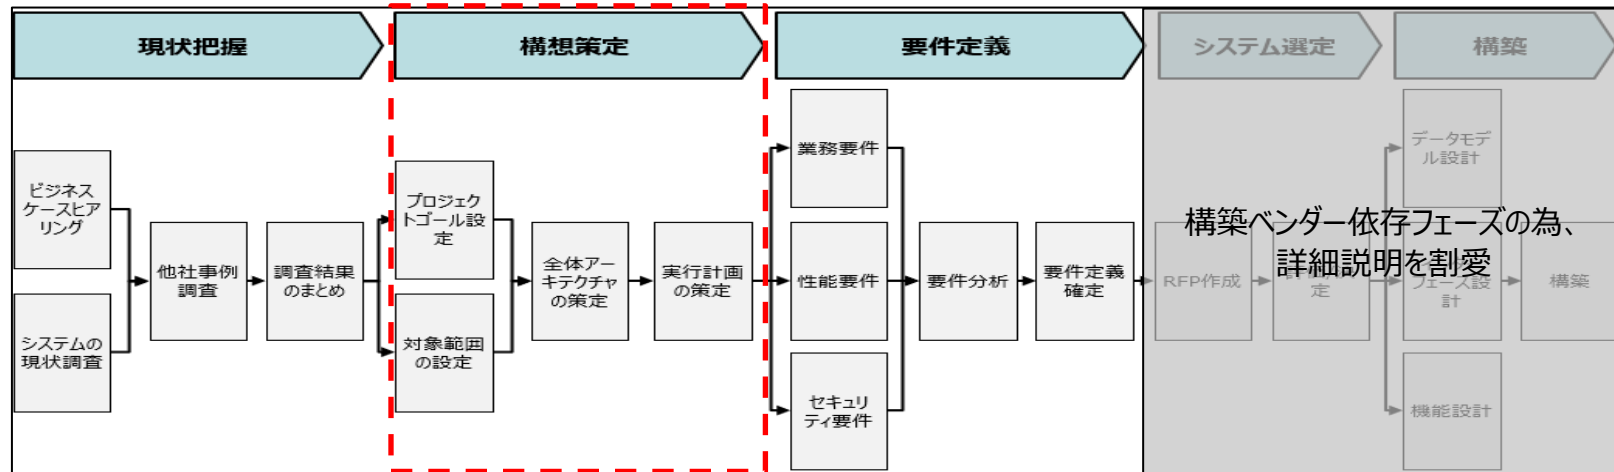 現状把握
構想策定
要件定義
システム選定
構築
ビジネス
ケースヒア
リング
システムの
現状調査
他社事例
調査
調査結果
のまとめ
プロジェク
トゴール設
定
対象範囲
の設定
全体アー
キテクチャ
の策定
実行計画
の策定
業務要件
性能要件
セキュリ
ティ要件
要件分析
要件定義
確定
構築ベンダー依存フェーズの為、
詳細説明を割愛
RFP作成
定
データモデ
ル設計
フェーズ設
計
機能設計
構築